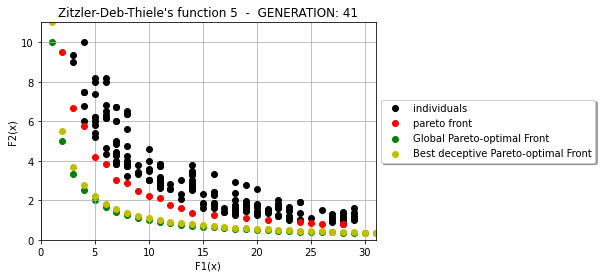 Zitzler-Deb-Thiele's function 5 - GENERATION: 41
10
8
6
4
2
0
F2(x)
0 5 10 15 20 25 30
F1(x)
individuals
pareto front
Global Pareto-optimal Front
Best deceptive Pareto-optimal Front